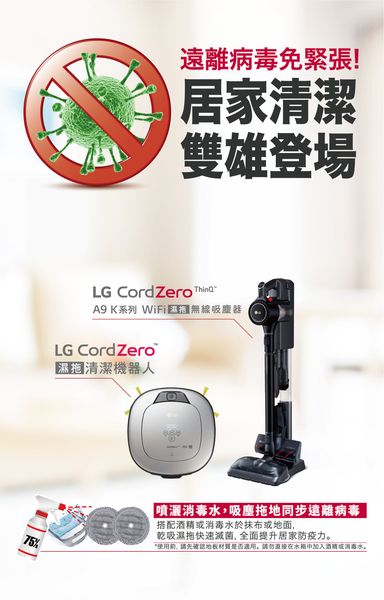 遠離病毒免緊張!
居家清潔
雙雄登場
LG CordZero ThinQ™
A9 K系列 WiFi 濕拖 無線吸塵器
LG CordZero™
濕拖 清潔機器人
LG
75%
噴灑消毒水,吸塵拖地同步遠離病毒
搭配酒精或消毒水於抹布或地面,
乾吸濕拖快速滅菌, 全面提升居家防疫力。
*使用前, 請先確認地板材質是否適用。請勿直接在水箱中加入酒精或消毒水。